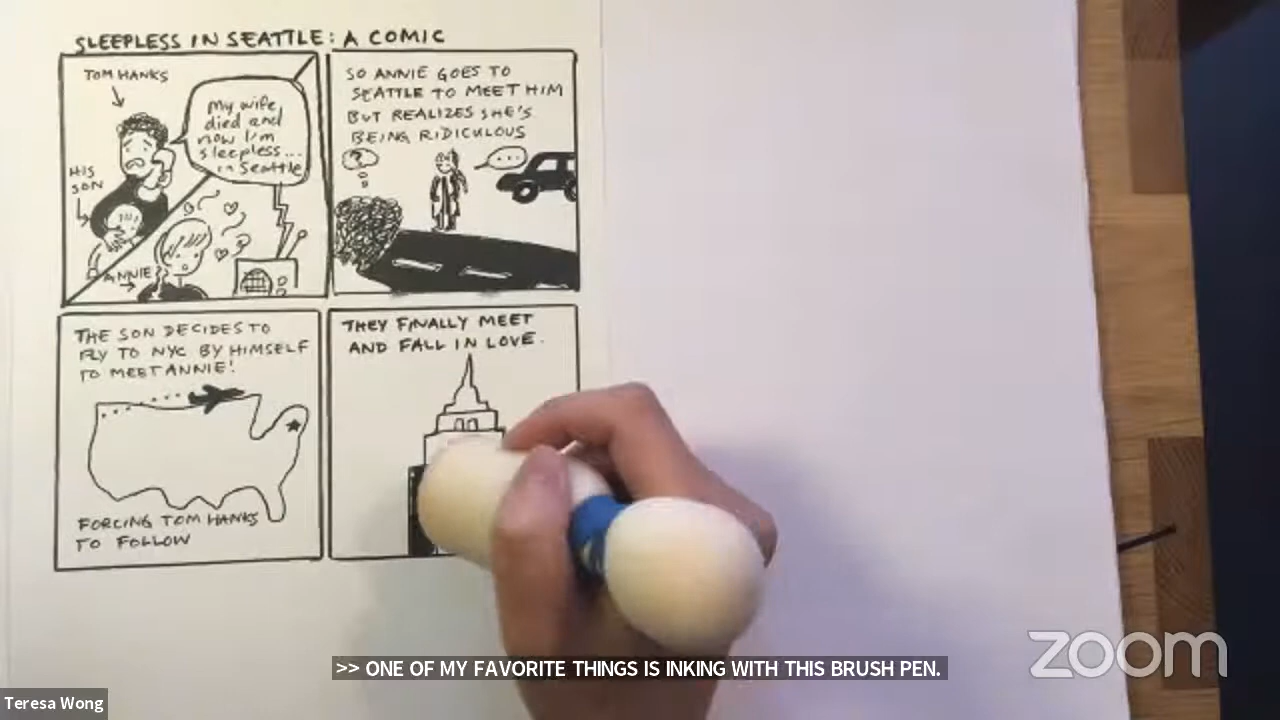 SLEEPLESS IN SEATTLE: A COMIC
TOM HANKS
My wife
died and
now I'm
sleepless...
in Seattle
HIS
SON
ANNIE
SO ANNIE GOES TO
SEATTLE TO MEET HIM
BUT REALIZES SHE'S
BEING RIDICULOUS
?
...
THE SON DECIDES TO
FLY TO NYC BY HIMSELF
TO MEET ANNIE!
FORCING TOM HANKS
TO FOLLOW
THEY FINALLY MEET
AND FALL IN LOVE.
>> ONE OF MY FAVORITE THINGS IS INKING WITH THIS BRUSH PEN.
Teresa Wong
zoom